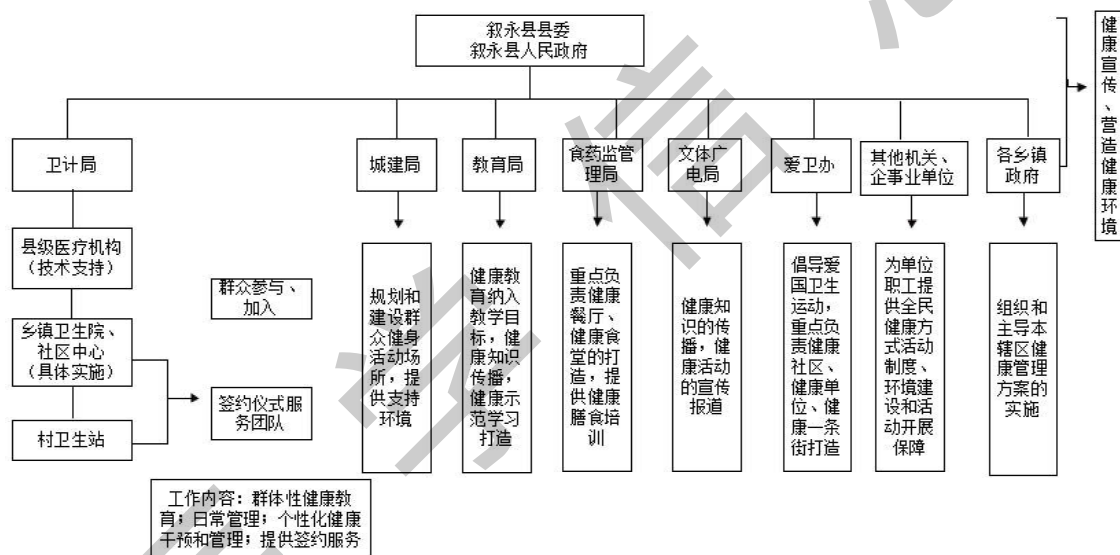 叙永县县委
叙永县人民政府
健
康
宣
传
、
营
造
健
康
环
境
卫计局
城建局
教育局
食药监管
理局
文体广
电局
爱卫办
其他机关、
企事业单位
各乡镇
政府
县级医疗机构
（技术支持）
乡镇卫生院、
社区中心
（具体实施）
村卫生站
群众参与、
加入
签约仪式服
务团队
规划和
建设群
众健身
活动场
所，提
供支持
环境
健康教
育纳入
教学目
标，健
康知识
传播，
健康示
范学习
打造
重点负
责健康
餐厅、
健康食
堂的打
造，提
供健康
膳食培
训
健康知
识的传
播，健
康活动
的宣传
报道
倡导爱
国卫生
运动，
重点负
责健康
社区、
健康单
位、健
康一条
街打造
为单位
职工提
供全民
健康方
式活动
制度、
环境建
设和活
动开展
保障
组织和
主导本
辖区健
康管理
方案的
实施
工作内容：群体性健康教
育；日常管理；个性化健康
干预和管理；提供签约服务